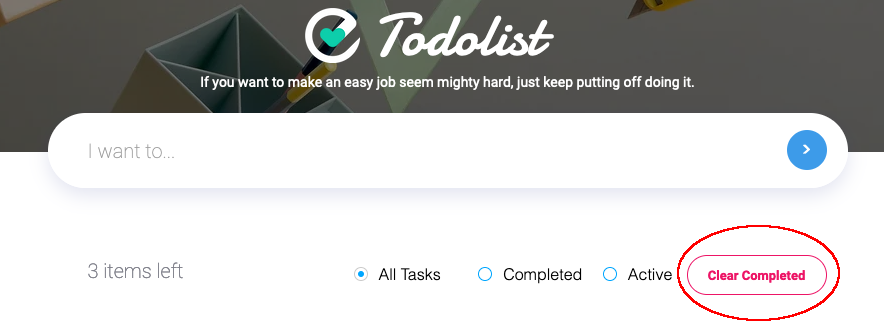 Todolist
If you want to make an easy job seem mighty hard, just keep putting off doing it.
I want to...
3 items left
All Tasks
Completed
Active
Clear Completed